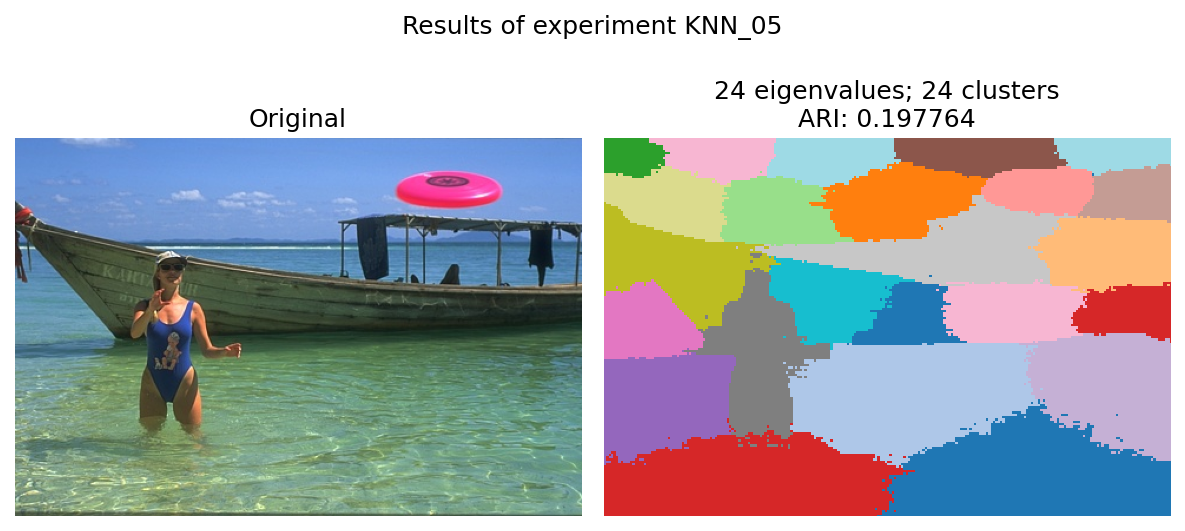 Results of experiment KNN_05
24 eigenvalues; 24 clusters
Original
ARI: 0.197764